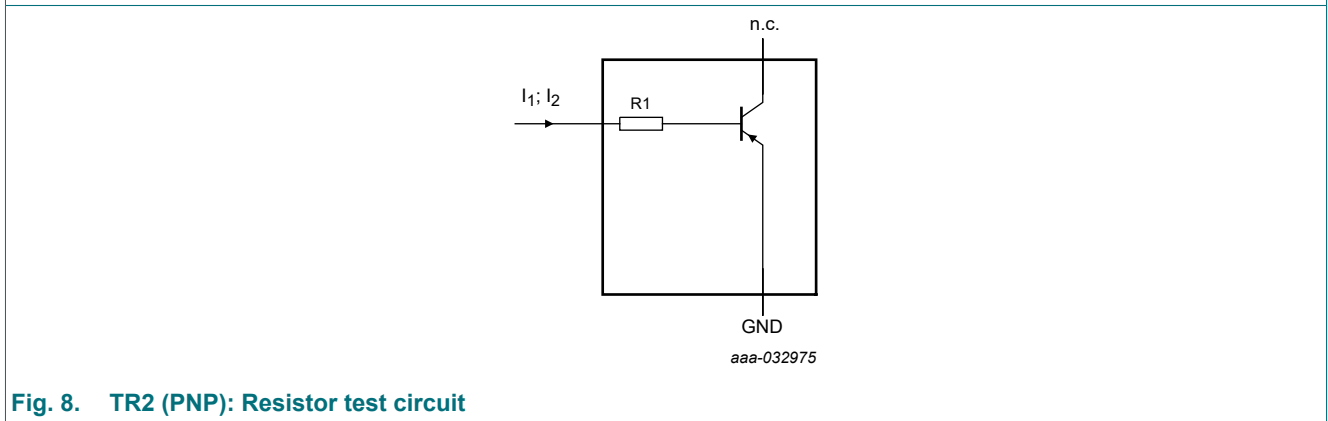 n.c.
I1; I2
R1
GND
aaa-032975
Fig. 8. TR2 (PNP): Resistor test circuit